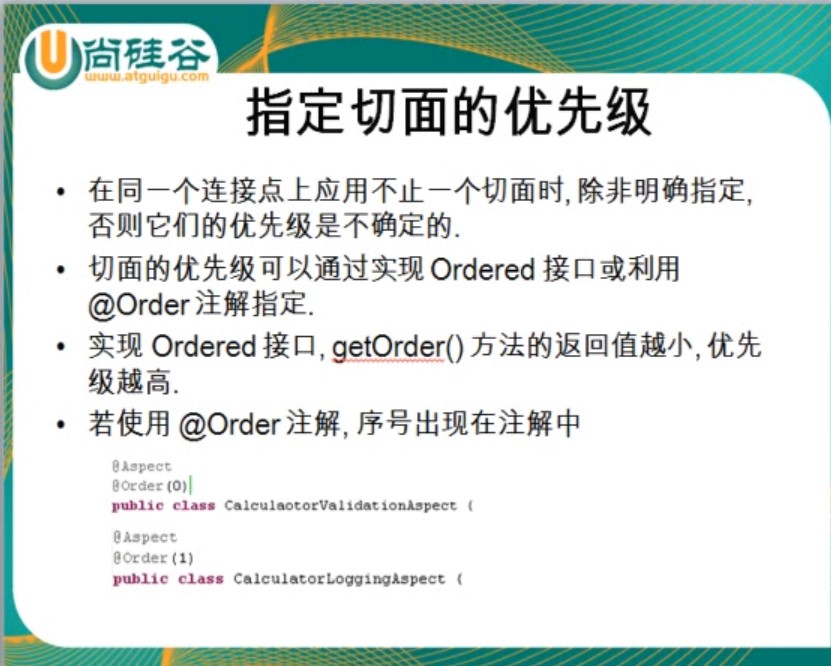 尚硅谷
www.atguigu.com
指定切面的优先级
• 在同一个连接点上应用不止一个切面时, 除非明确指定,
否则它们的优先级是不确定的.
• 切面的优先级可以通过实现 Ordered 接口或利用
@Order 注解指定.
• 实现 Ordered 接口, getOrder() 方法的返回值越小, 优先
级越高.
• 若使用 @Order 注解, 序号出现在注解中
@Aspect
@Order(0)
public class CalculaotorValidationAspect {
@Aspect
@Order(1)
public class CalculatorLoggingAspect {